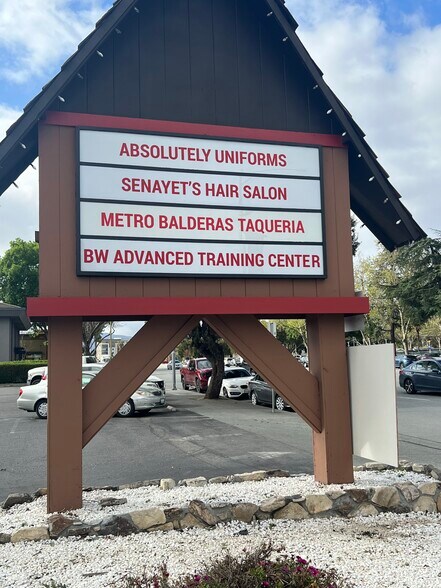 ABSOLUTELY UNIFORMS
SENAYET'S HAIR SALON
METRO BALDERAS TAQUERIA
BW ADVANCED TRAINING CENTER